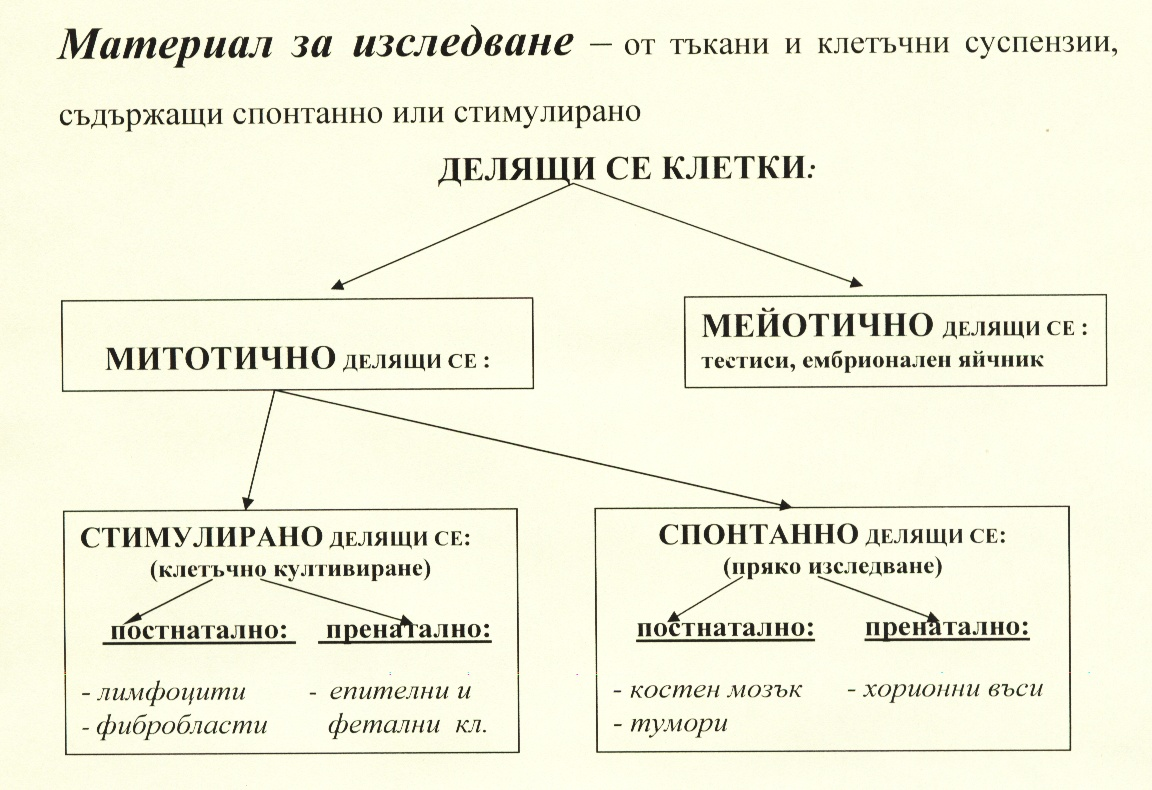 Материал за изследване – от тъкани и клетъчни суспензии,
съдържащи спонтанно или стимулирано
ДЕЛЯЩИ СЕ КЛЕТКИ:
МИТОТИЧНО ДЕЛЯЩИ СЕ :
МЕЙОТИЧНО ДЕЛЯЩИ СЕ :
тестиси, ембрионален яйчник
СТИМУЛИРАНО ДЕЛЯЩИ СЕ:
(клетъчно култивиране)
постнатално: пренатално:
- лимфоцити - епителни и
- фибробласти фетални кл.
СПОНТАННО ДЕЛЯЩИ СЕ:
(пряко изследване)
постнатално: пренатално:
- костен мозък - хорионни въси
- тумори